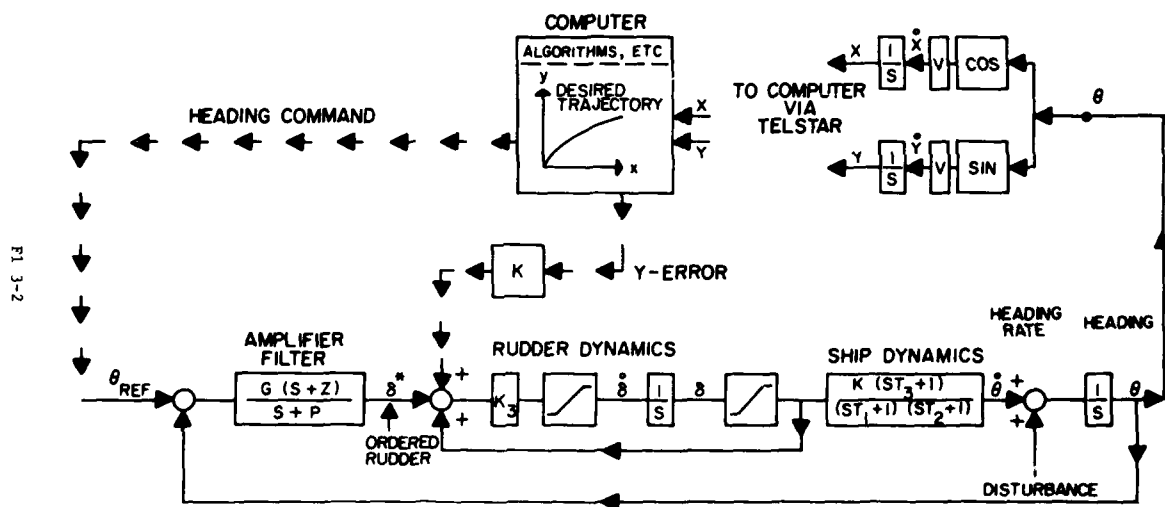 COMPUTER
ALGORITHMS, ETC
y
DESIRED
TRAJECTORY
x
X
Y
HEADING COMMAND
TO COMPUTER
VIA
TELSTAR
X
1
S
Ẋ
V
COS
Y
1
S
Ẏ
V
SIN
θ
K
Y-ERROR
F1 3-2
AMPLIFIER
FILTER
RUDDER DYNAMICS
SHIP DYNAMICS
HEADING
RATE
HEADING
θREF
G (S+Z)
S+P
δ*
+
+
K3
δ̇
1
S
δ
K (ST3+1)
(ST1+1) (ST2+1)
θ̇
+
+
1
S
θ
ORDERED
RUDDER
DISTURBANCE